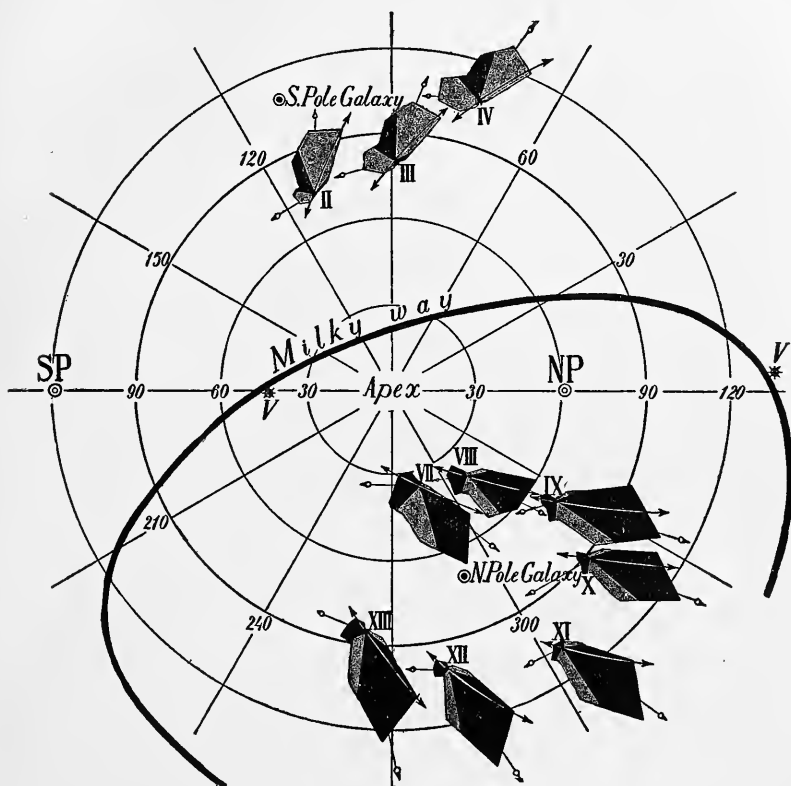 S.Pole Galaxy
IV
III
II
120
60
150
30
Milky way
SP
90
60
30
Apex
30
NP
90
120
V
V
VII
VIII
IX
210
N.Pole Galaxy
X
240
XIII
XII
300
XI